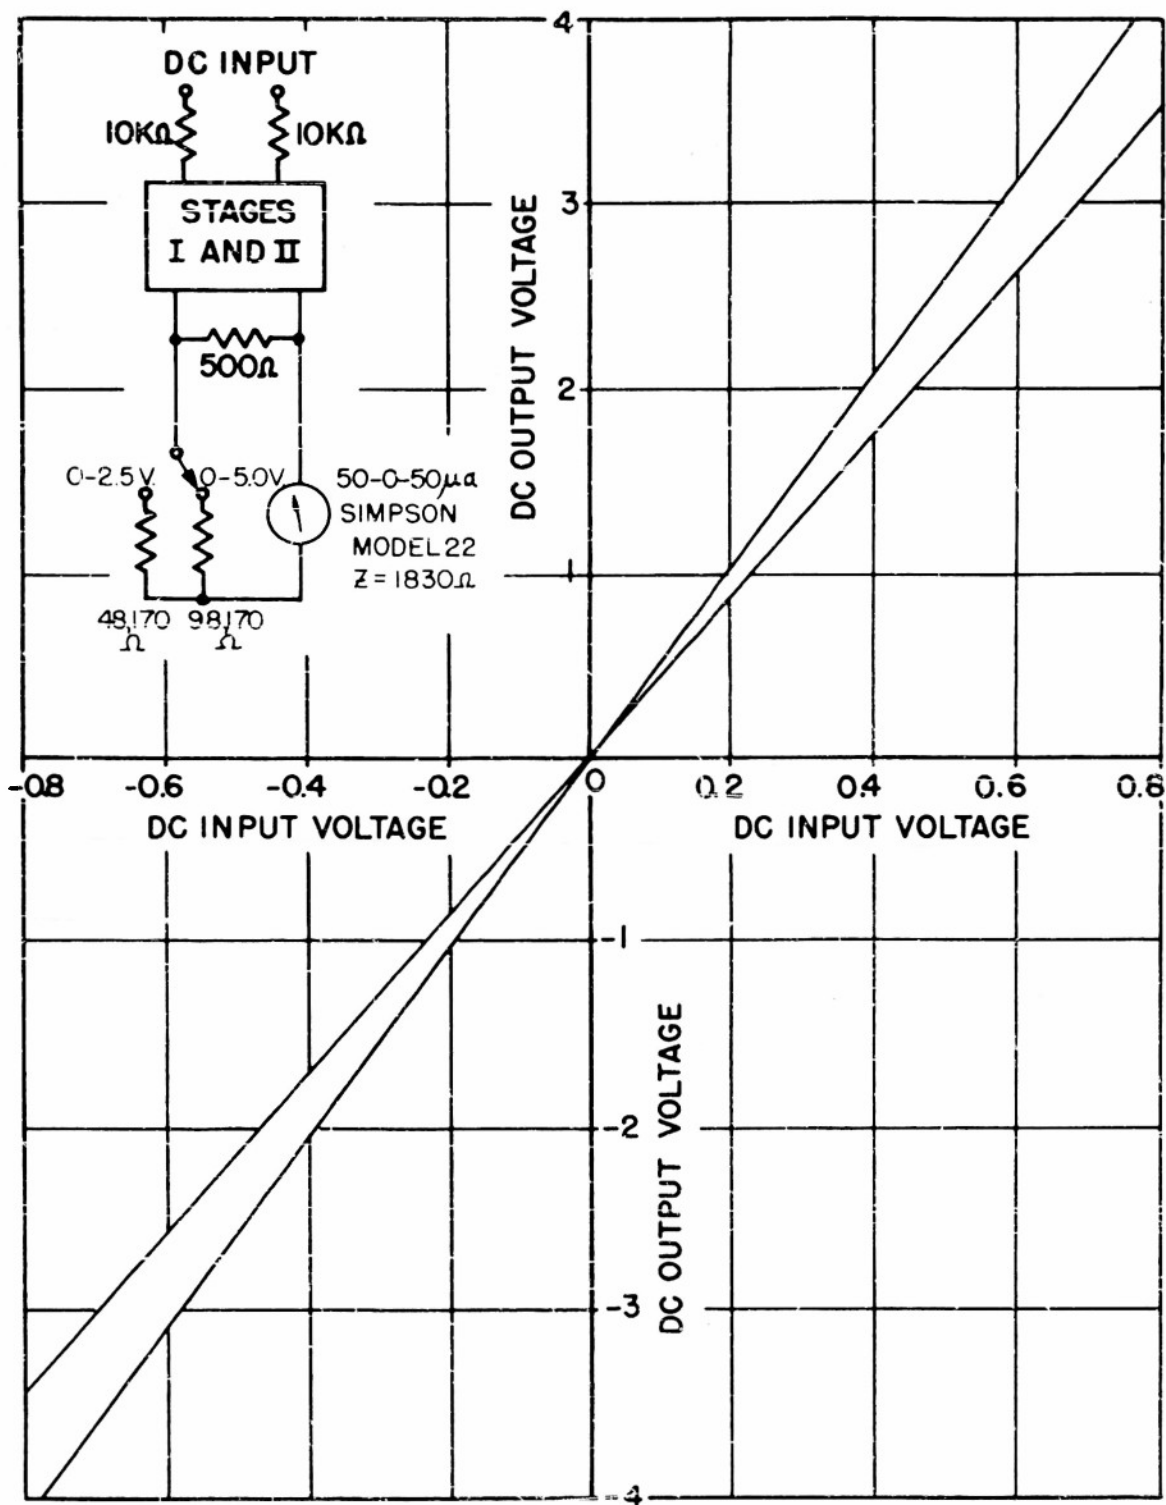 4
DC INPUT
10KΩ
10KΩ
STAGES
I AND II
500Ω
0-2.5V.
0-5.0V.
50-0-50μa
SIMPSON
MODEL 22
Z = 1830Ω
48,170
Ω
98,170
Ω
DC OUTPUT VOLTAGE
3
2
1
-0.8
-0.6
-0.4
-0.2
0
0.2
0.4
0.6
0.8
DC INPUT VOLTAGE
DC INPUT VOLTAGE
-1
-2
-3
-4
DC OUTPUT VOLTAGE